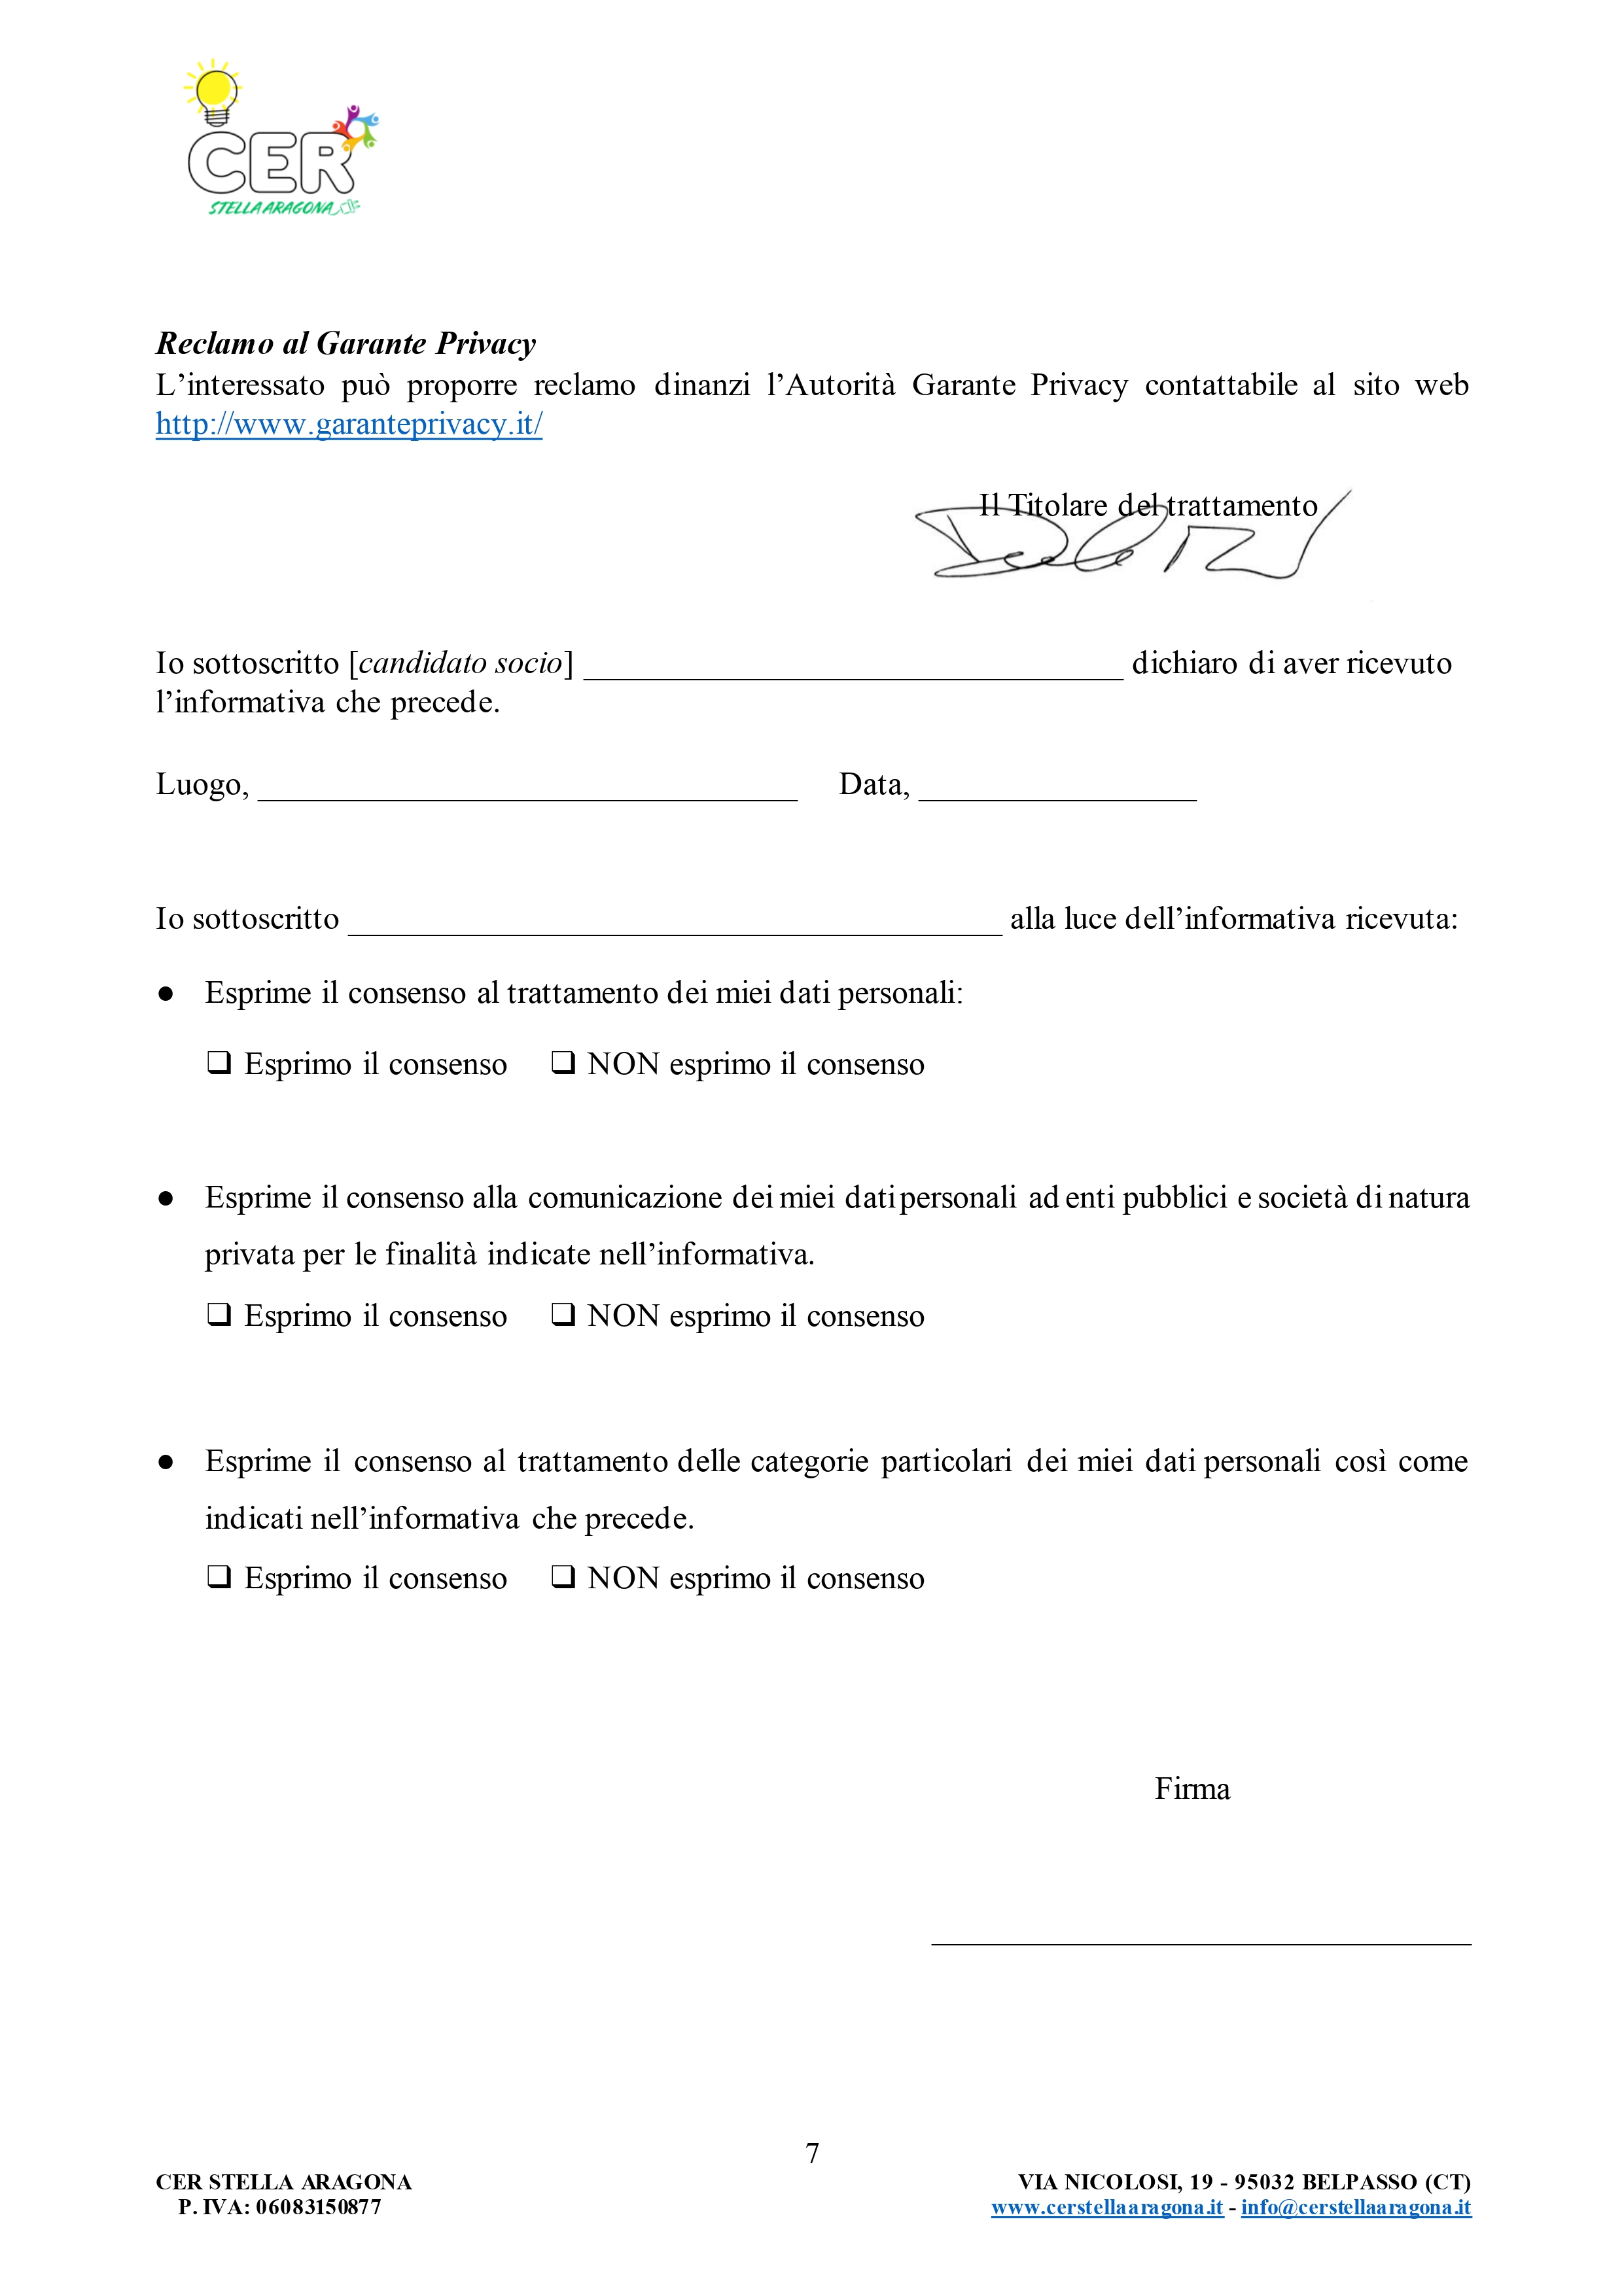 CER
STELLA ARAGONA
Reclamo al Garante Privacy
L’interessato può proporre reclamo dinanzi l’Autorità Garante Privacy contattabile al sito web
http://www.garanteprivacy.it/
Il Titolare del trattamento
Io sottoscritto [candidato socio] _________________________________ dichiaro di aver ricevuto
l’informativa che precede.
Luogo, _________________________________ Data, _________________
Io sottoscritto ________________________________________ alla luce dell’informativa ricevuta:
● Esprime il consenso al trattamento dei miei dati personali:
❑ Esprimo il consenso ❑ NON esprimo il consenso
● Esprime il consenso alla comunicazione dei miei dati personali ad enti pubblici e società di natura
privata per le finalità indicate nell’informativa.
❑ Esprimo il consenso ❑ NON esprimo il consenso
● Esprime il consenso al trattamento delle categorie particolari dei miei dati personali così come
indicati nell’informativa che precede.
❑ Esprimo il consenso ❑ NON esprimo il consenso
Firma
_________________________________
7
CER STELLA ARAGONA
P. IVA: 06083150877
VIA NICOLOSI, 19 - 95032 BELPASSO (CT)
www.cerstellaaragona.it - info@cerstellaaragona.it